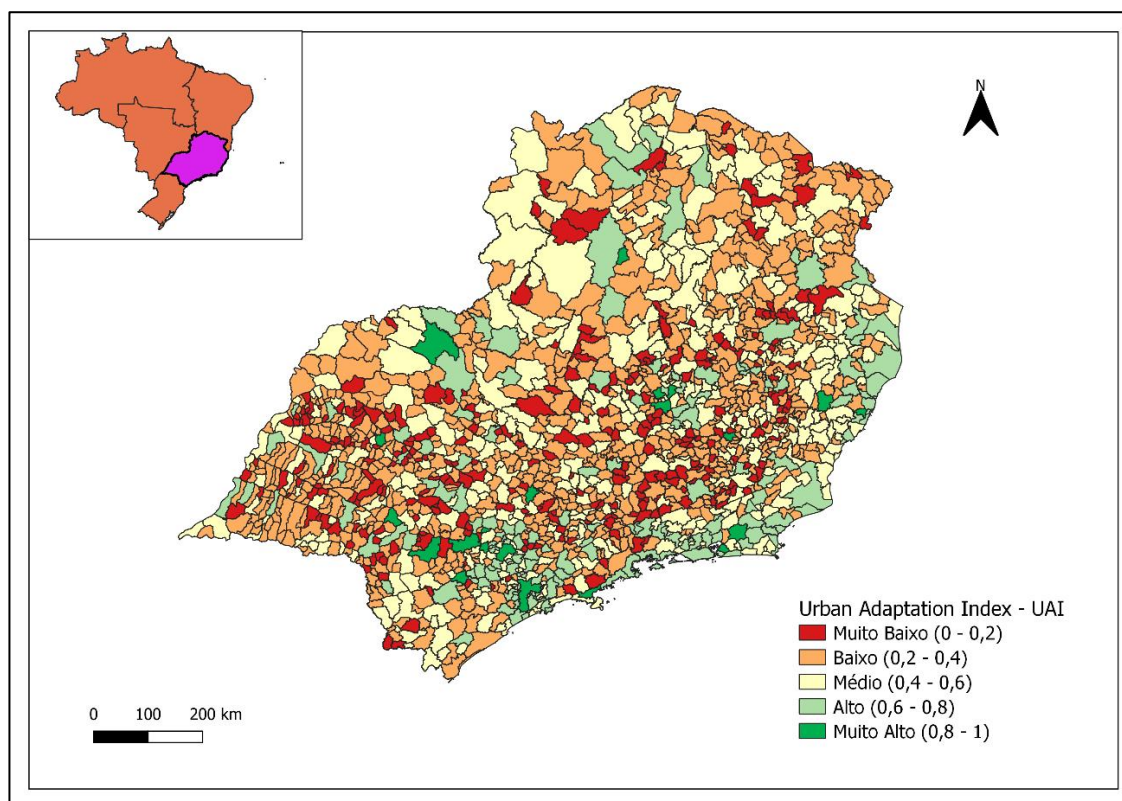 N
Urban Adaptation Index - UAI
Muito Baixo (0 - 0,2)
Baixo (0,2 - 0,4)
Médio (0,4 - 0,6)
Alto (0,6 - 0,8)
Muito Alto (0,8 - 1)
0 100 200 km